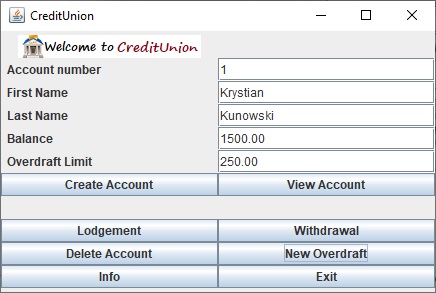 CreditUnion
Welcome to CreditUnion
Account number 1
First Name Krystian
Last Name Kunowski
Balance 1500.00
Overdraft Limit 250.00
Create Account View Account
Lodgement Withdrawal
Delete Account New Overdraft
Info Exit